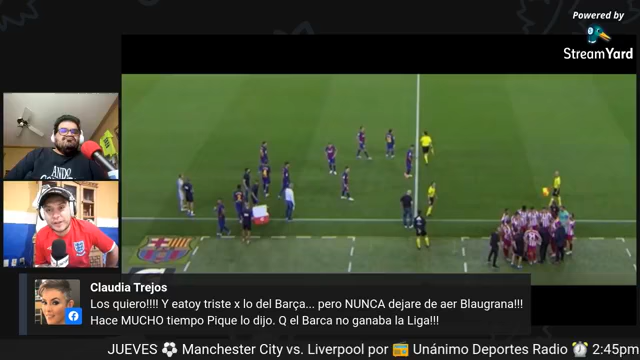 Powered by
StreamYard
ANDO
Claudia Trejos
Los quiero!!!! Y eatoy triste x lo del Barça... pero NUNCA dejare de aer Blaugrana!!!
Hace MUCHO tiempo Pique lo dijo. Q el Barca no ganaba la Liga!!!
JUEVES ⚽ Manchester City vs. Liverpool por 📻 Unánimo Deportes Radio ⏰ 2:45pm